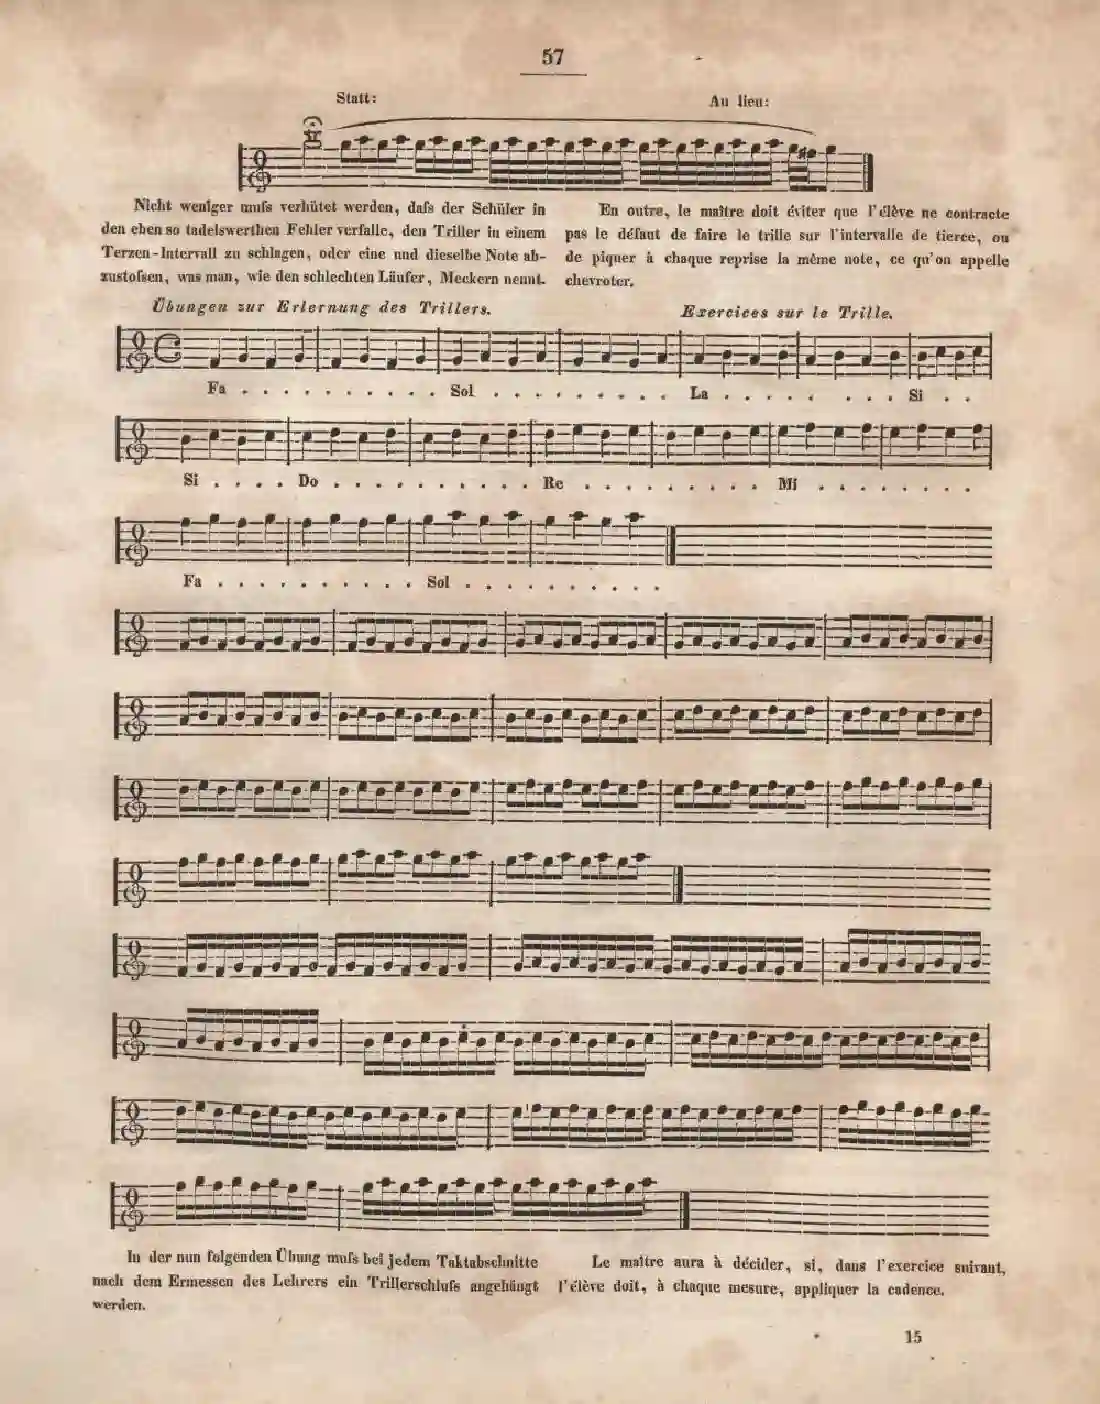 57
Statt: Au lieu:
Nicht weniger muſs verhütet werden, daſs der Schüler in
den eben so tadelswerthen Fehler verfalle, den Triller in einem
Terzen-Intervall zu schlagen, oder eine und dieselbe Note ab-
zustoſsen, was man, wie den schlechten Läufer, Meckern nennt.
En outre, le maître doit éviter que l'élève ne contracte
pas le défaut de faire le trille sur l'intervalle de tierce, ou
de piquer à chaque reprise la même note, ce qu'on appelle
chevroter.
Übungen zur Erlernung des Trillers. Exercices sur le Trille.
Fa . . . . . . . . . . Sol . . . . . . . . . La . . . . . . . . Si . .
Si . . . . Do . . . . . . . . . . Re . . . . . . . . . Mi . . . . . . . .
Fa . . . . . . . . . . Sol . . . . . . . . .
In der nun folgenden Übung muſs bei jedem Taktabschnitte
nach dem Ermessen des Lehrers ein Trillerschluſs angehängt
werden.
Le maître aura à décider, si, dans l'exercice suivant,
l'élève doit, à chaque mesure, appliquer la cadence.
15